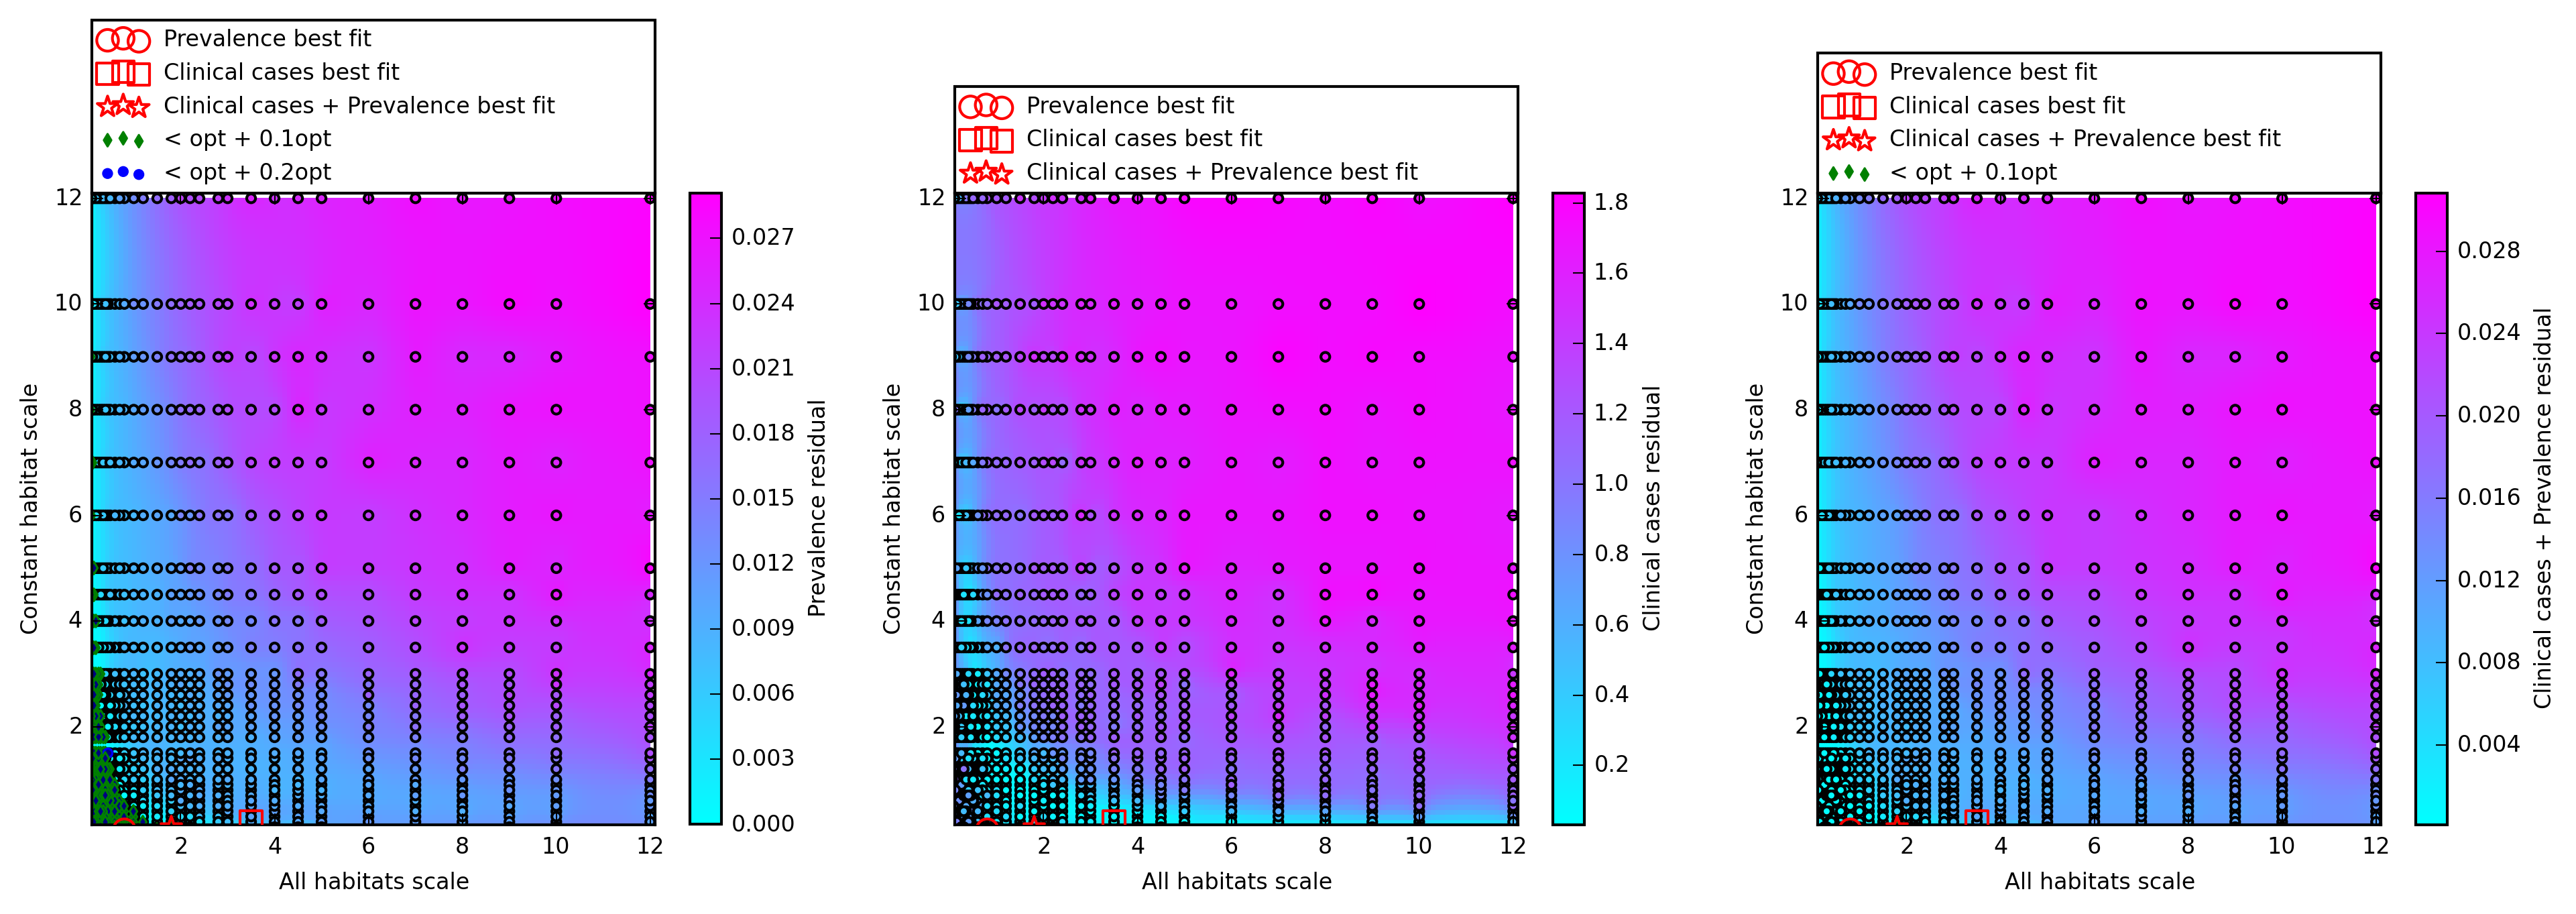 Prevalence best fit
Clinical cases best fit
Clinical cases + Prevalence best fit
< opt + 0.1opt
< opt + 0.2opt
12
10
8
6
4
2
Constant habitat scale
2 4 6 8 10 12
All habitats scale
0.027
0.024
0.021
0.018
0.015
0.012
0.009
0.006
0.003
0.000
Prevalence residual
Prevalence best fit
Clinical cases best fit
Clinical cases + Prevalence best fit
12
10
8
6
4
2
Constant habitat scale
2 4 6 8 10 12
All habitats scale
1.8
1.6
1.4
1.2
1.0
0.8
0.6
0.4
0.2
Clinical cases residual
Prevalence best fit
Clinical cases best fit
Clinical cases + Prevalence best fit
< opt + 0.1opt
12
10
8
6
4
2
Constant habitat scale
2 4 6 8 10 12
All habitats scale
0.028
0.024
0.020
0.016
0.012
0.008
0.004
Clinical cases + Prevalence residual